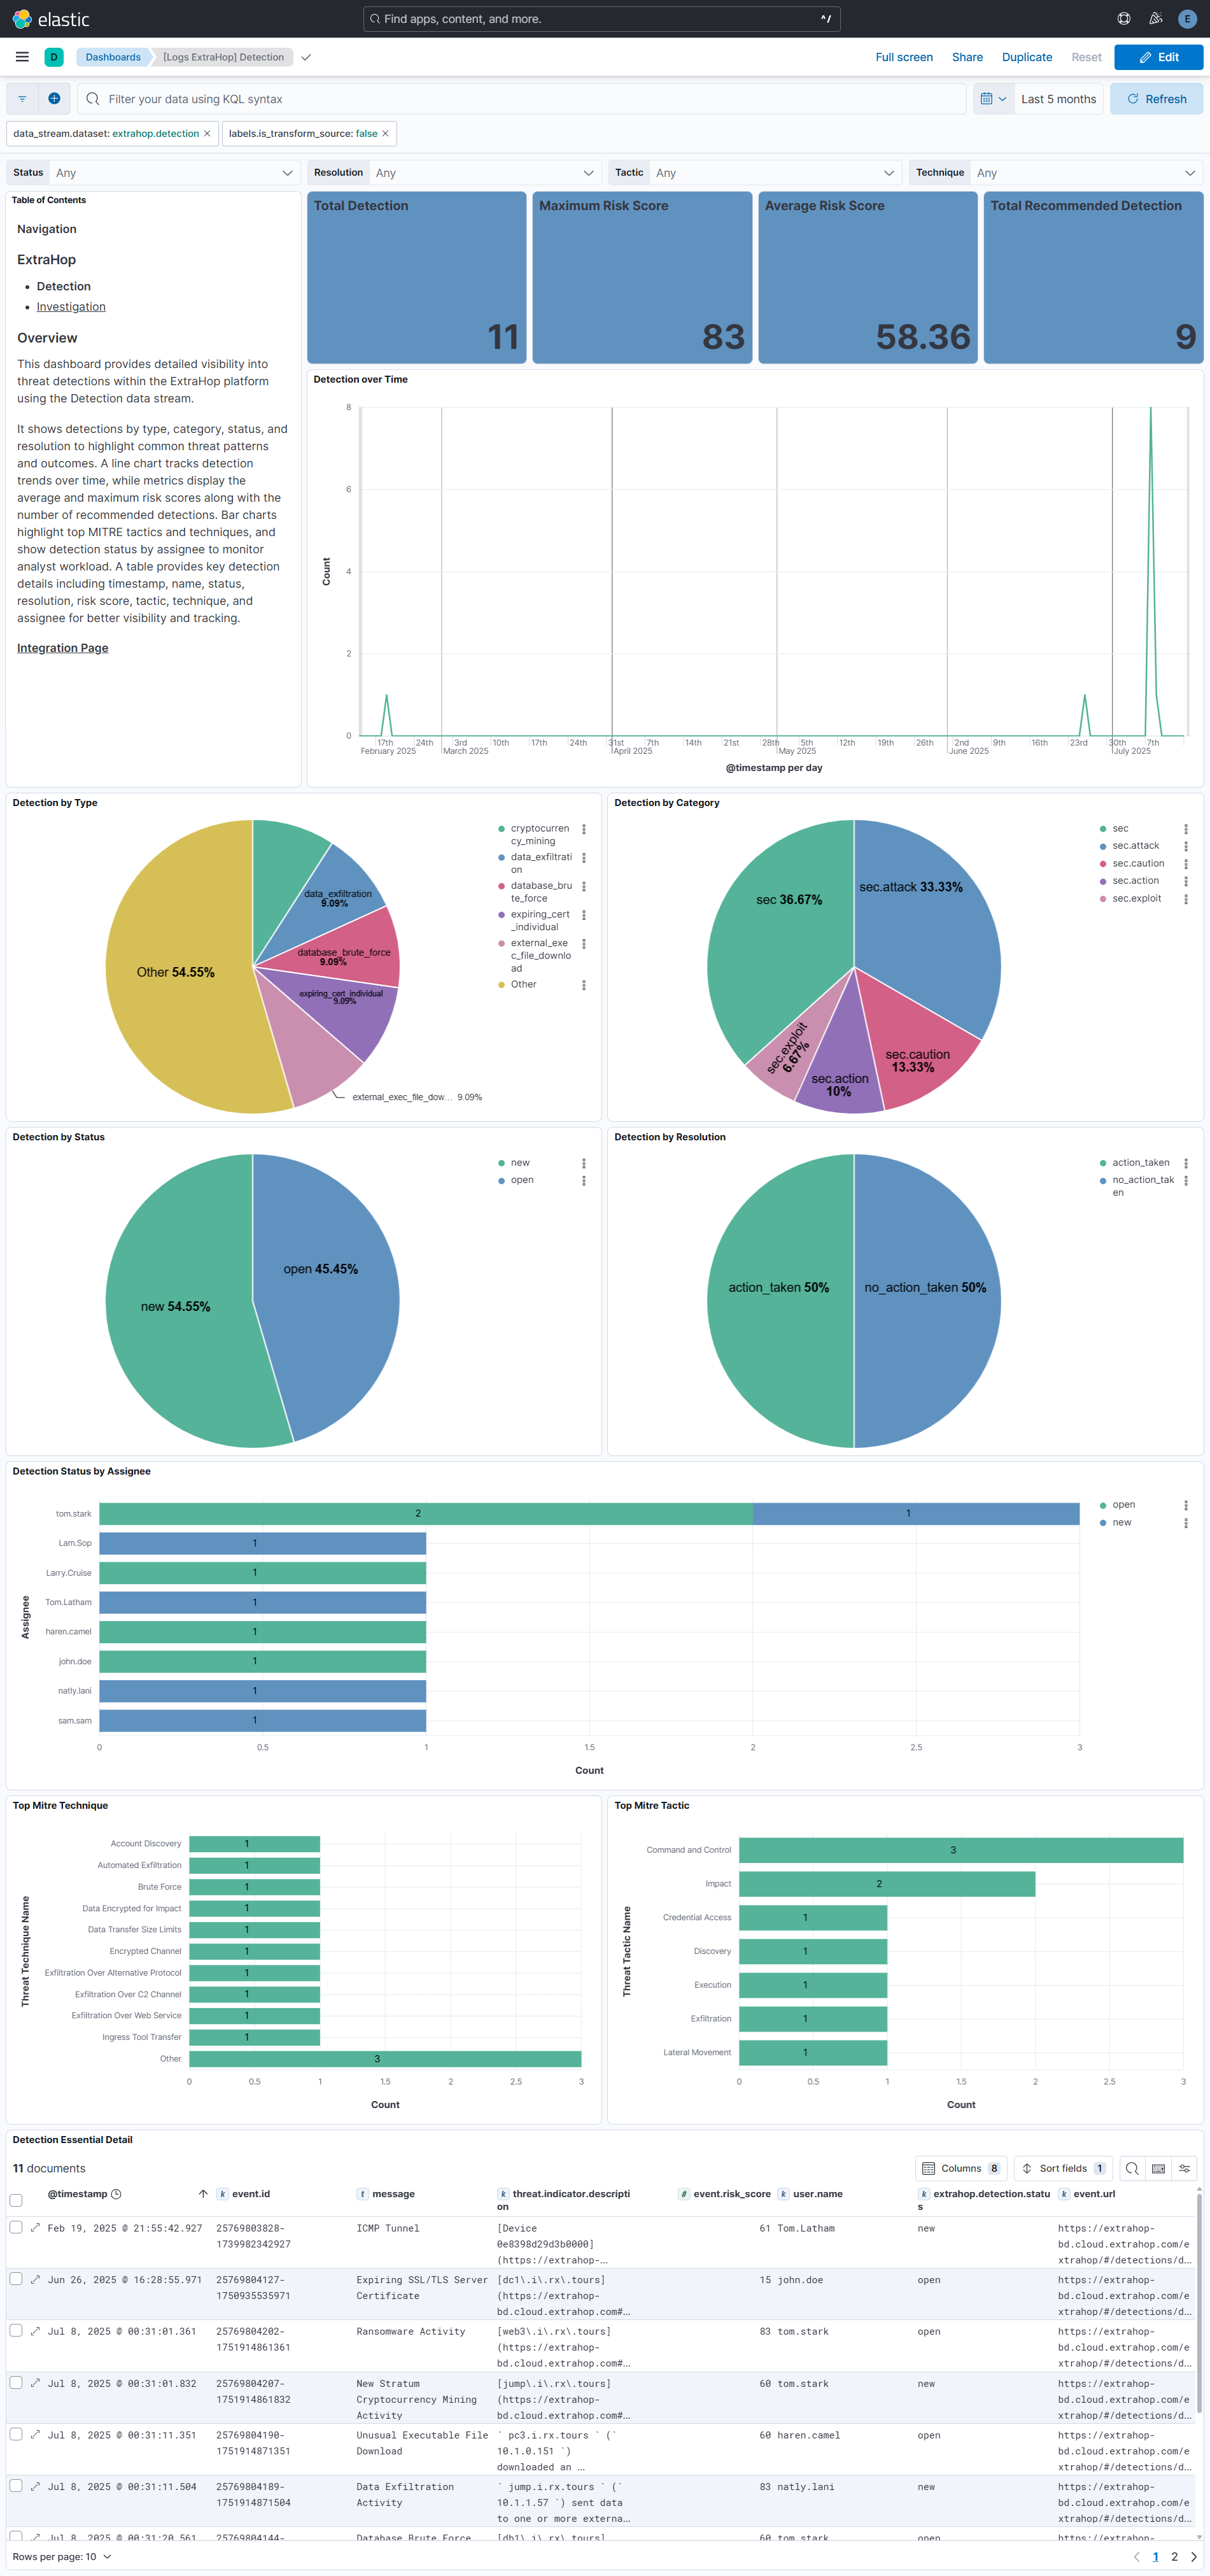 elastic
Find apps, content, and more.
^/
E
D
Dashboards
[Logs ExtraHop] Detection
Full screen
Share
Duplicate
Reset
Edit
Filter your data using KQL syntax
Last 5 months
Refresh
data_stream.dataset: extrahop.detection ×
labels.is_transform_source: false ×
Status
Any
Resolution
Any
Tactic
Any
Technique
Any
Table of Contents
Navigation
ExtraHop
• Detection
• Investigation
Overview
This dashboard provides detailed visibility into
threat detections within the ExtraHop platform
using the Detection data stream.
It shows detections by type, category, status, and
resolution to highlight common threat patterns
and outcomes. A line chart tracks detection
trends over time, while metrics display the
average and maximum risk scores along with the
number of recommended detections. Bar charts
highlight top MITRE tactics and techniques, and
show detection status by assignee to monitor
analyst workload. A table provides key detection
details including timestamp, name, status,
resolution, risk score, tactic, technique, and
assignee for better visibility and tracking.
Integration Page
Total Detection
11
Maximum Risk Score
83
Average Risk Score
58.36
Total Recommended Detection
9
Detection over Time
8
6
4
2
0
Count
17th 24th 3rd 10th 17th 24th 31st 7th 14th 21st 28th 5th 12th 19th 26th 2nd 9th 16th 23rd 30th 7th
February 2025 March 2025 April 2025 May 2025 June 2025 July 2025
@timestamp per day
Detection by Type
data_exfiltration
9.09%
database_brute_force
9.09%
expiring_cert_individual
9.09%
external_exec_file_dow... 9.09%
Other 54.55%
cryptocurren
cy_mining
data_exfiltrati
on
database_bru
te_force
expiring_cert
_individual
external_exe
c_file_downlo
ad
Other
Detection by Category
sec 36.67%
sec.attack 33.33%
sec.caution
13.33%
sec.action
10%
sec.exploit
6.67%
sec
sec.attack
sec.caution
sec.action
sec.exploit
Detection by Status
new 54.55%
open 45.45%
new
open
Detection by Resolution
action_taken 50%
no_action_taken 50%
action_taken
no_action_tak
en
Detection Status by Assignee
Assignee
tom.stark 2 1
Lam.Sop 1
Larry.Cruise 1
Tom.Latham 1
haren.camel 1
john.doe 1
natly.lani 1
sam.sam 1
0 0.5 1 1.5 2 2.5 3
Count
open
new
Top Mitre Technique
Threat Technique Name
Account Discovery 1
Automated Exfiltration 1
Brute Force 1
Data Encrypted for Impact 1
Data Transfer Size Limits 1
Encrypted Channel 1
Exfiltration Over Alternative Protocol 1
Exfiltration Over C2 Channel 1
Exfiltration Over Web Service 1
Ingress Tool Transfer 1
Other 3
0 0.5 1 1.5 2 2.5 3
Count
Top Mitre Tactic
Threat Tactic Name
Command and Control 3
Impact 2
Credential Access 1
Discovery 1
Execution 1
Exfiltration 1
Lateral Movement 1
0 0.5 1 1.5 2 2.5 3
Count
Detection Essential Detail
11 documents
Columns 8
Sort fields 1
@timestamp
k event.id
t message
k threat.indicator.descripti
on
# event.risk_score
k user.name
k extrahop.detection.statu
s
k event.url
Feb 19, 2025 @ 21:55:42.927
25769803828-
1739982342927
ICMP Tunnel
[Device
0e8398d29d3b0000]
(https://extrahop-...
61
Tom.Latham
new
https://extrahop-
bd.cloud.extrahop.com/e
xtrahop/#/detections/d...
Jun 26, 2025 @ 16:28:55.971
25769804127-
1750935535971
Expiring SSL/TLS Server
Certificate
[dc1\.i\.rx\.tours]
(https://extrahop-
bd.cloud.extrahop.com#...
15
john.doe
open
https://extrahop-
bd.cloud.extrahop.com/e
xtrahop/#/detections/d...
Jul 8, 2025 @ 00:31:01.361
25769804202-
1751914861361
Ransomware Activity
[web3\.i\.rx\.tours]
(https://extrahop-
bd.cloud.extrahop.com#...
83
tom.stark
open
https://extrahop-
bd.cloud.extrahop.com/e
xtrahop/#/detections/d...
Jul 8, 2025 @ 00:31:01.832
25769804207-
1751914861832
New Stratum
Cryptocurrency Mining
Activity
[jump\.i\.rx\.tours]
(https://extrahop-
bd.cloud.extrahop.com#...
60
tom.stark
new
https://extrahop-
bd.cloud.extrahop.com/e
xtrahop/#/detections/d...
Jul 8, 2025 @ 00:31:11.351
25769804190-
1751914871351
Unusual Executable File
Download
` pc3.i.rx.tours ` (`
10.1.0.151 `)
downloaded an ...
60
haren.camel
open
https://extrahop-
bd.cloud.extrahop.com/e
xtrahop/#/detections/d...
Jul 8, 2025 @ 00:31:11.504
25769804189-
1751914871504
Data Exfiltration
Activity
` jump.i.rx.tours ` (`
10.1.1.57 `) sent data
to one or more externa...
83
natly.lani
new
https://extrahop-
bd.cloud.extrahop.com/e
xtrahop/#/detections/d...
Jul 8, 2025 @ 00:31:20.561
25769804144-
Database Brute Force
[db1\.i\.rx\.tours]
60
tom.stark
open
https://extrahop-
Rows per page: 10
1 2